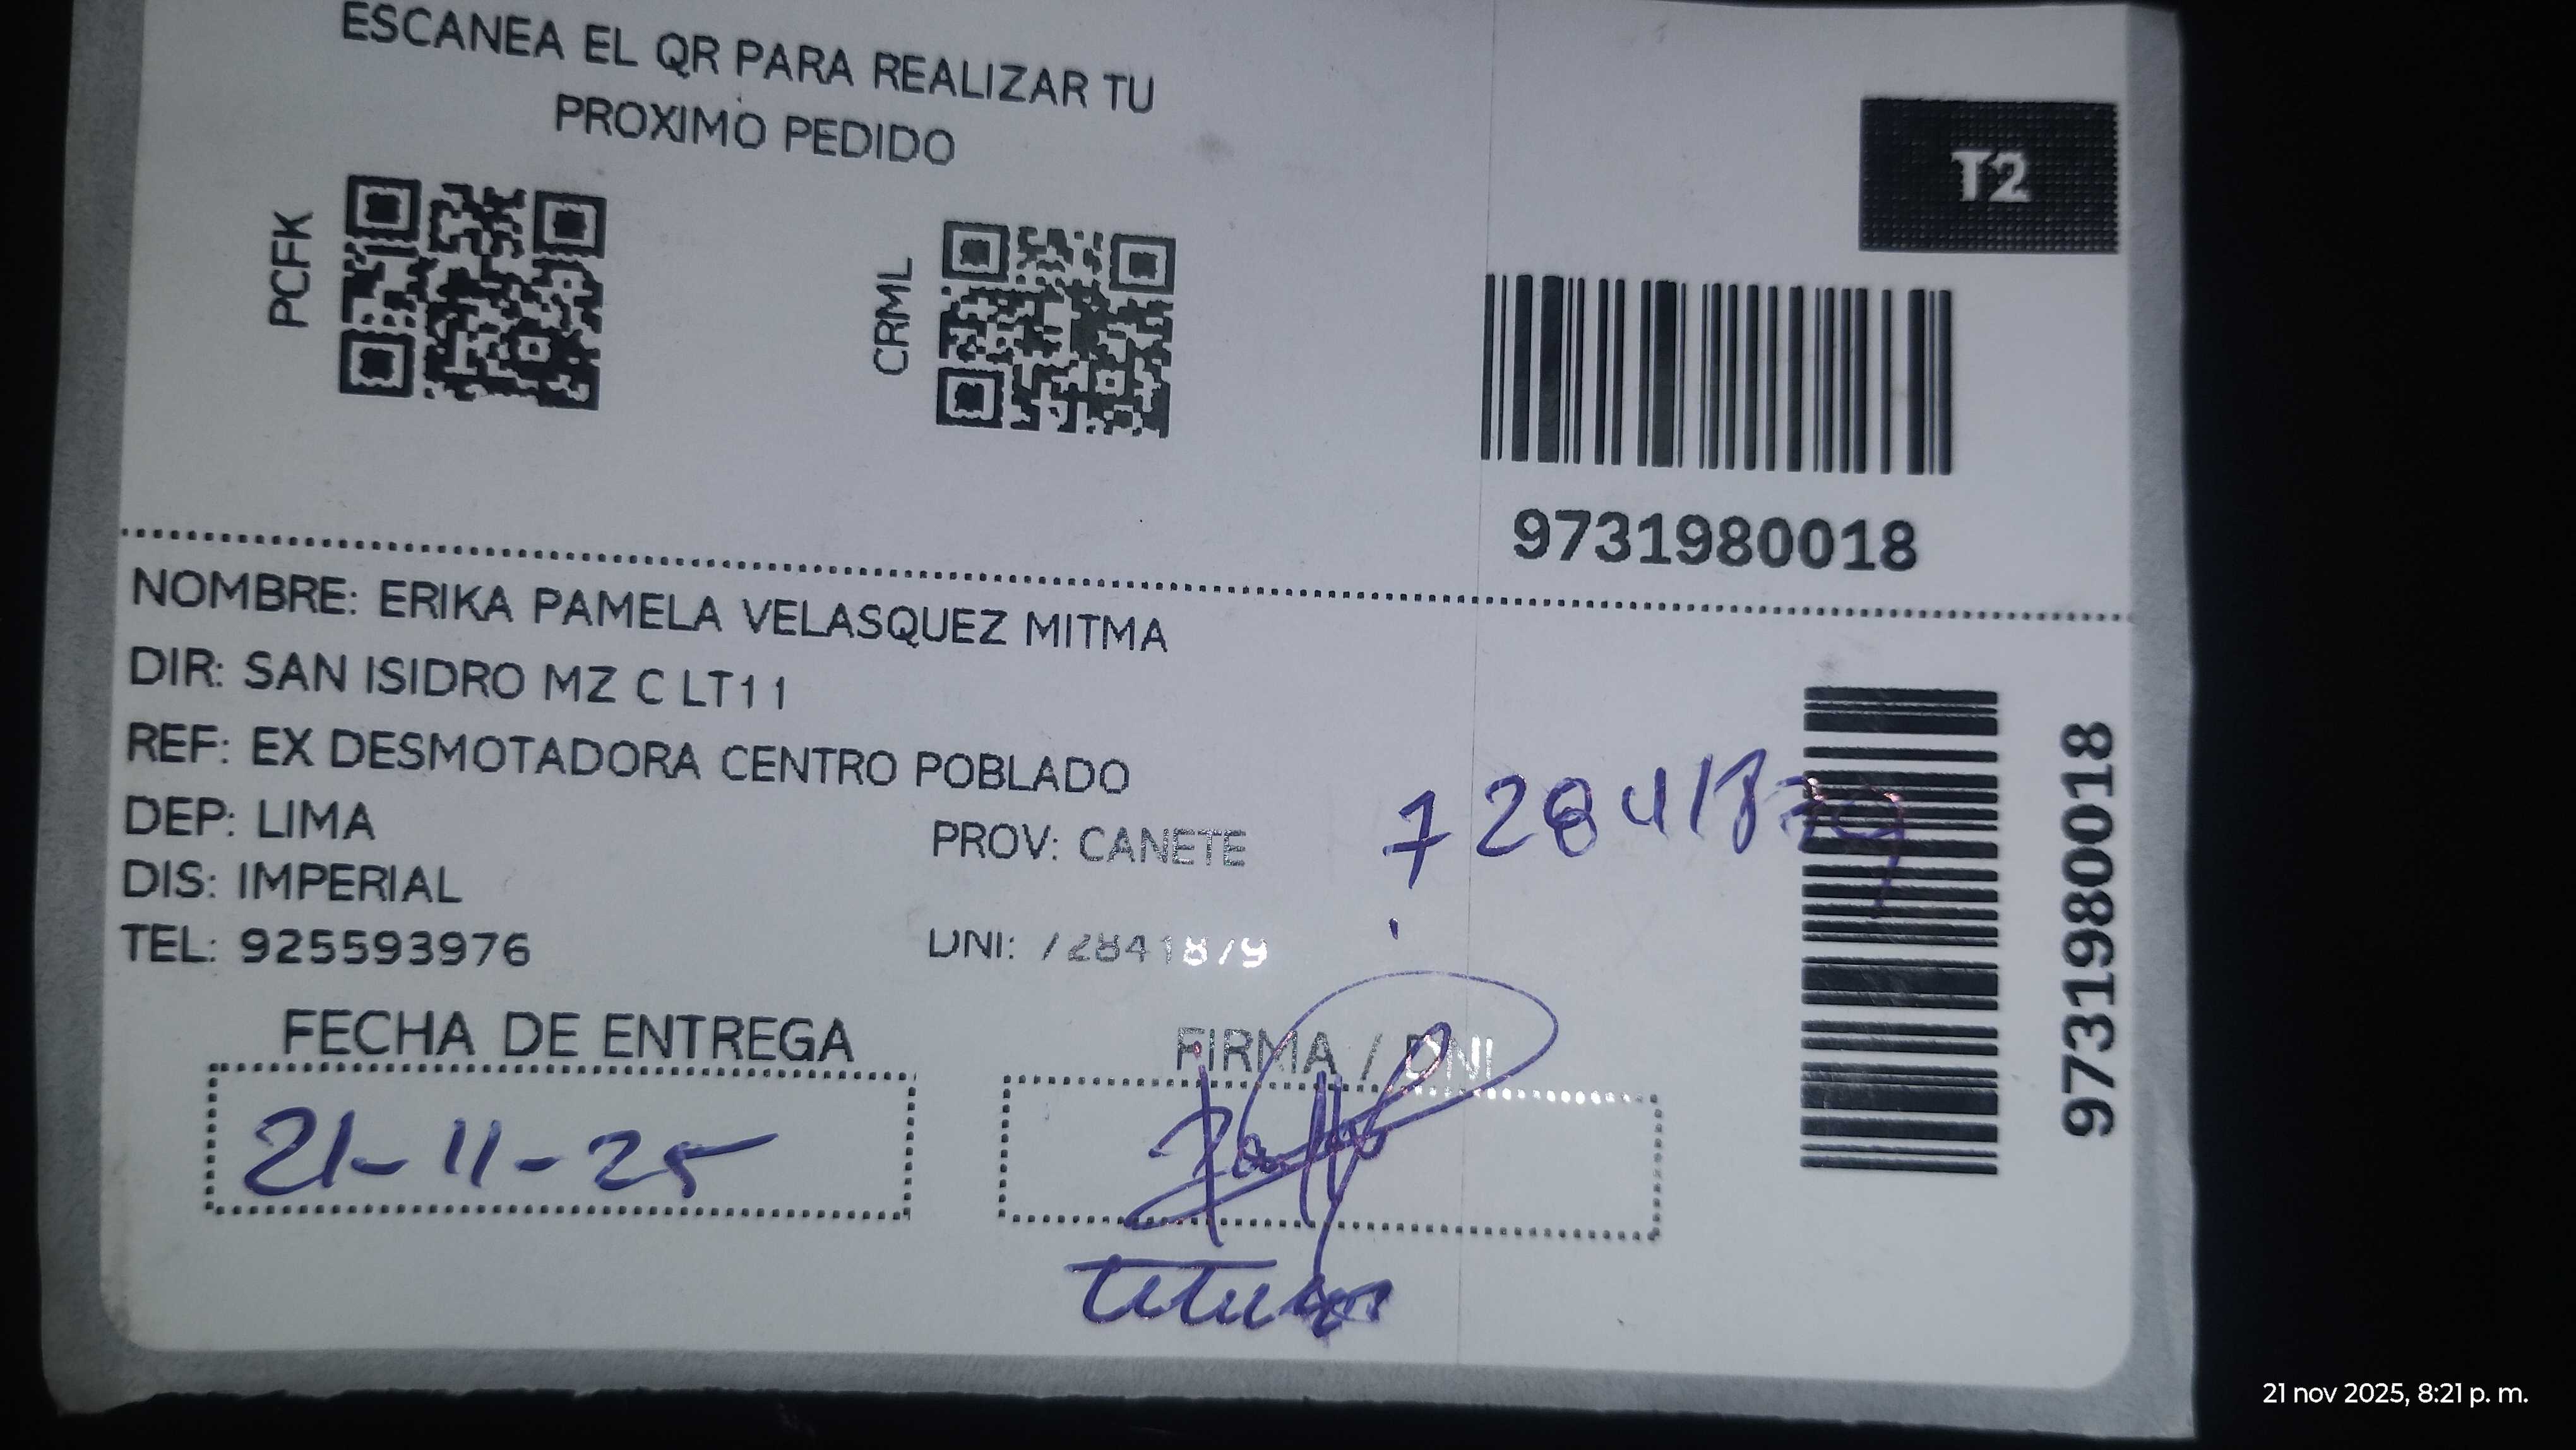 ESCANEA EL QR PARA REALIZAR TU
PROXIMO PEDIDO
T2
PCFK
CRML
9731980018
NOMBRE: ERIKA PAMELA VELASQUEZ MITMA
DIR: SAN ISIDRO MZ C LT11
REF: EX DESMOTADORA CENTRO POBLADO
DEP: LIMA
PROV: CANETE
72841879
DIS: IMPERIAL
TEL: 925593976
DNI: 72841879
9731980018
FECHA DE ENTREGA
FIRMA / DNI
21-11-25
21 nov 2025, 8:21 p. m.